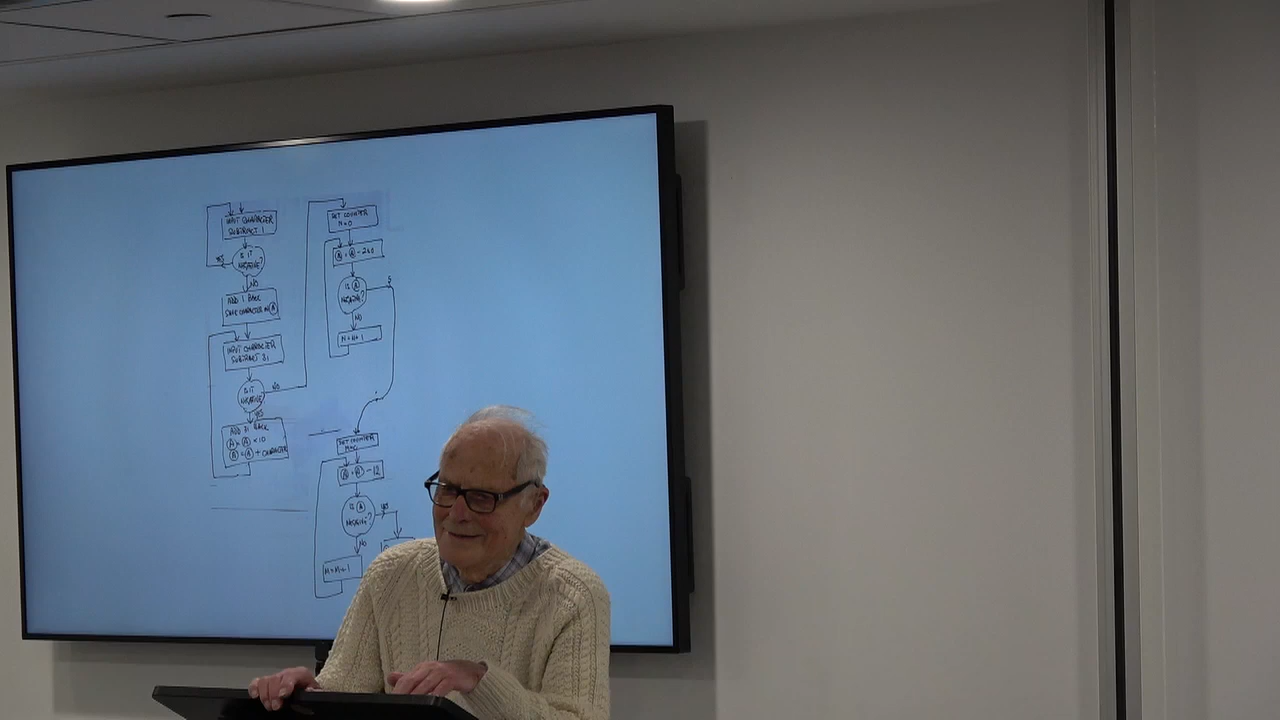 INPUT CHARACTER
SUBTRACT 1
IS IT
NEGATIVE?
YES
NO
ADD 1 BACK
SAVE CHARACTER IN Ⓐ
INPUT CHARACTER
SUBTRACT 31
IS IT
NEGATIVE
NO
YES
ADD 31 BACK
Ⓐ = Ⓐ × 10
Ⓐ = Ⓐ + CHARACTER
SET COUNTER
N=0
Ⓐ = Ⓐ - 240
IS Ⓐ
NEGATIVE?
NO
N = N+1
SET COUNTER
Ⓐ = Ⓐ - 12
IS Ⓐ
NEGATIVE?
YES
NO
M = M+1